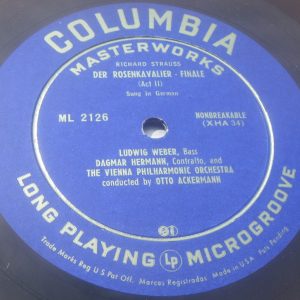 COLUMBIA
MASTERWORKS
RICHARD STRAUSS
DER ROSENKAVALIER - FINALE
(Act II)
Sung in German
ML 2126
NONBREAKABLE
(XHA 34)
LUDWIG WEBER, Bass
DAGMAR HERMANN, Contralto, and
THE VIENNA PHILHARMONIC ORCHESTRA
conducted by OTTO ACKERMANN
LONG PLAYING LP MICROGROOVE
Trade Marks Reg U S Pat Off. Marcas Registradas Made in U.S.A. Pats Pending